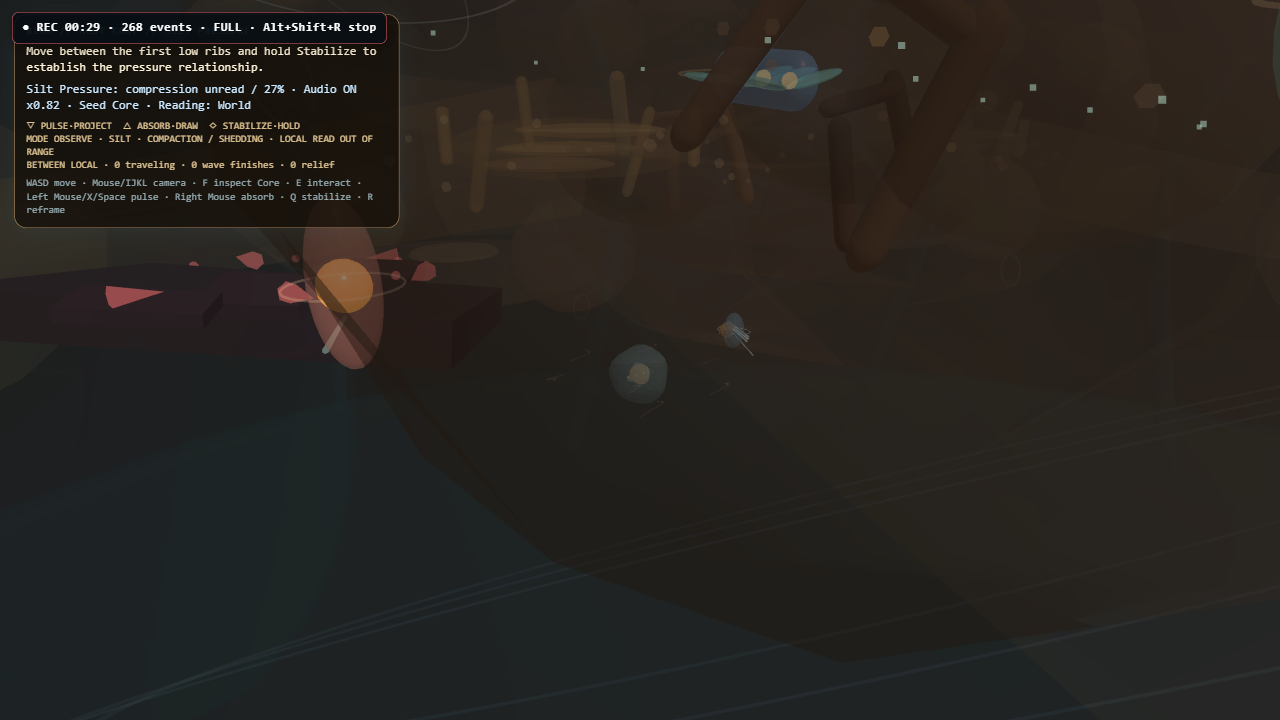 ● REC 00:29 · 268 events · FULL · Alt+Shift+R stop
Move between the first low ribs and hold Stabilize to
establish the pressure relationship.
Silt Pressure: compression unread / 27% · Audio ON
x0.82 · Seed Core · Reading: World
▽ PULSE·PROJECT △ ABSORB·DRAW ◇ STABILIZE·HOLD
MODE OBSERVE · SILT · COMPACTION / SHEDDING · LOCAL READ OUT OF
RANGE
BETWEEN LOCAL · 0 traveling · 0 wave finishes · 0 relief
WASD move · Mouse/IJKL camera · F inspect Core · E interact ·
Left Mouse/X/Space pulse · Right Mouse absorb · Q stabilize · R
reframe